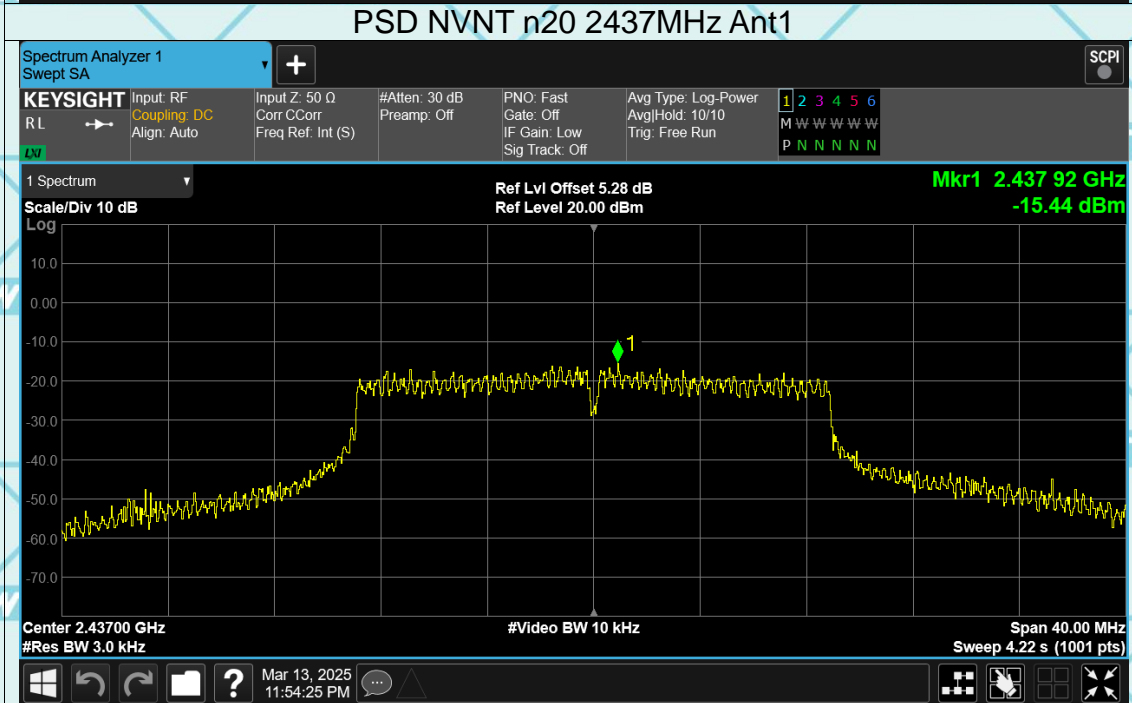 PSD NVNT n20 2437MHz Ant1
Spectrum Analyzer 1
Swept SA
+
SCPI
KEYSIGHT
R L
LXI
Input: RF
Coupling: DC
Align: Auto
Input Z: 50 Ω
Corr CCorr
Freq Ref: Int (S)
#Atten: 30 dB
Preamp: Off
PNO: Fast
Gate: Off
IF Gain: Low
Sig Track: Off
Avg Type: Log-Power
Avg|Hold: 10/10
Trig: Free Run
1 2 3 4 5 6
M W W W W W
P N N N N N
1 Spectrum
Scale/Div 10 dB
Ref Lvl Offset 5.28 dB
Ref Level 20.00 dBm
Mkr1 2.437 92 GHz
-15.44 dBm
Log
10.0
0.00
-10.0
-20.0
-30.0
-40.0
-50.0
-60.0
-70.0
1
Center 2.43700 GHz
#Res BW 3.0 kHz
#Video BW 10 kHz
Span 40.00 MHz
Sweep 4.22 s (1001 pts)
?
Mar 13, 2025
11:54:25 PM